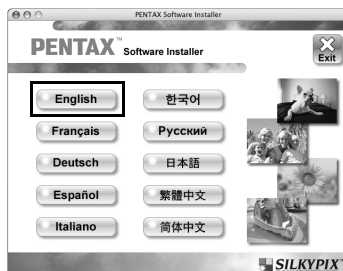 PENTAX Software Installer
PENTAX™ Software Installer
Exit
English
한국어
Français
Русский
Deutsch
日本語
Español
繁體中文
Italiano
简体中文
SILKYPIX